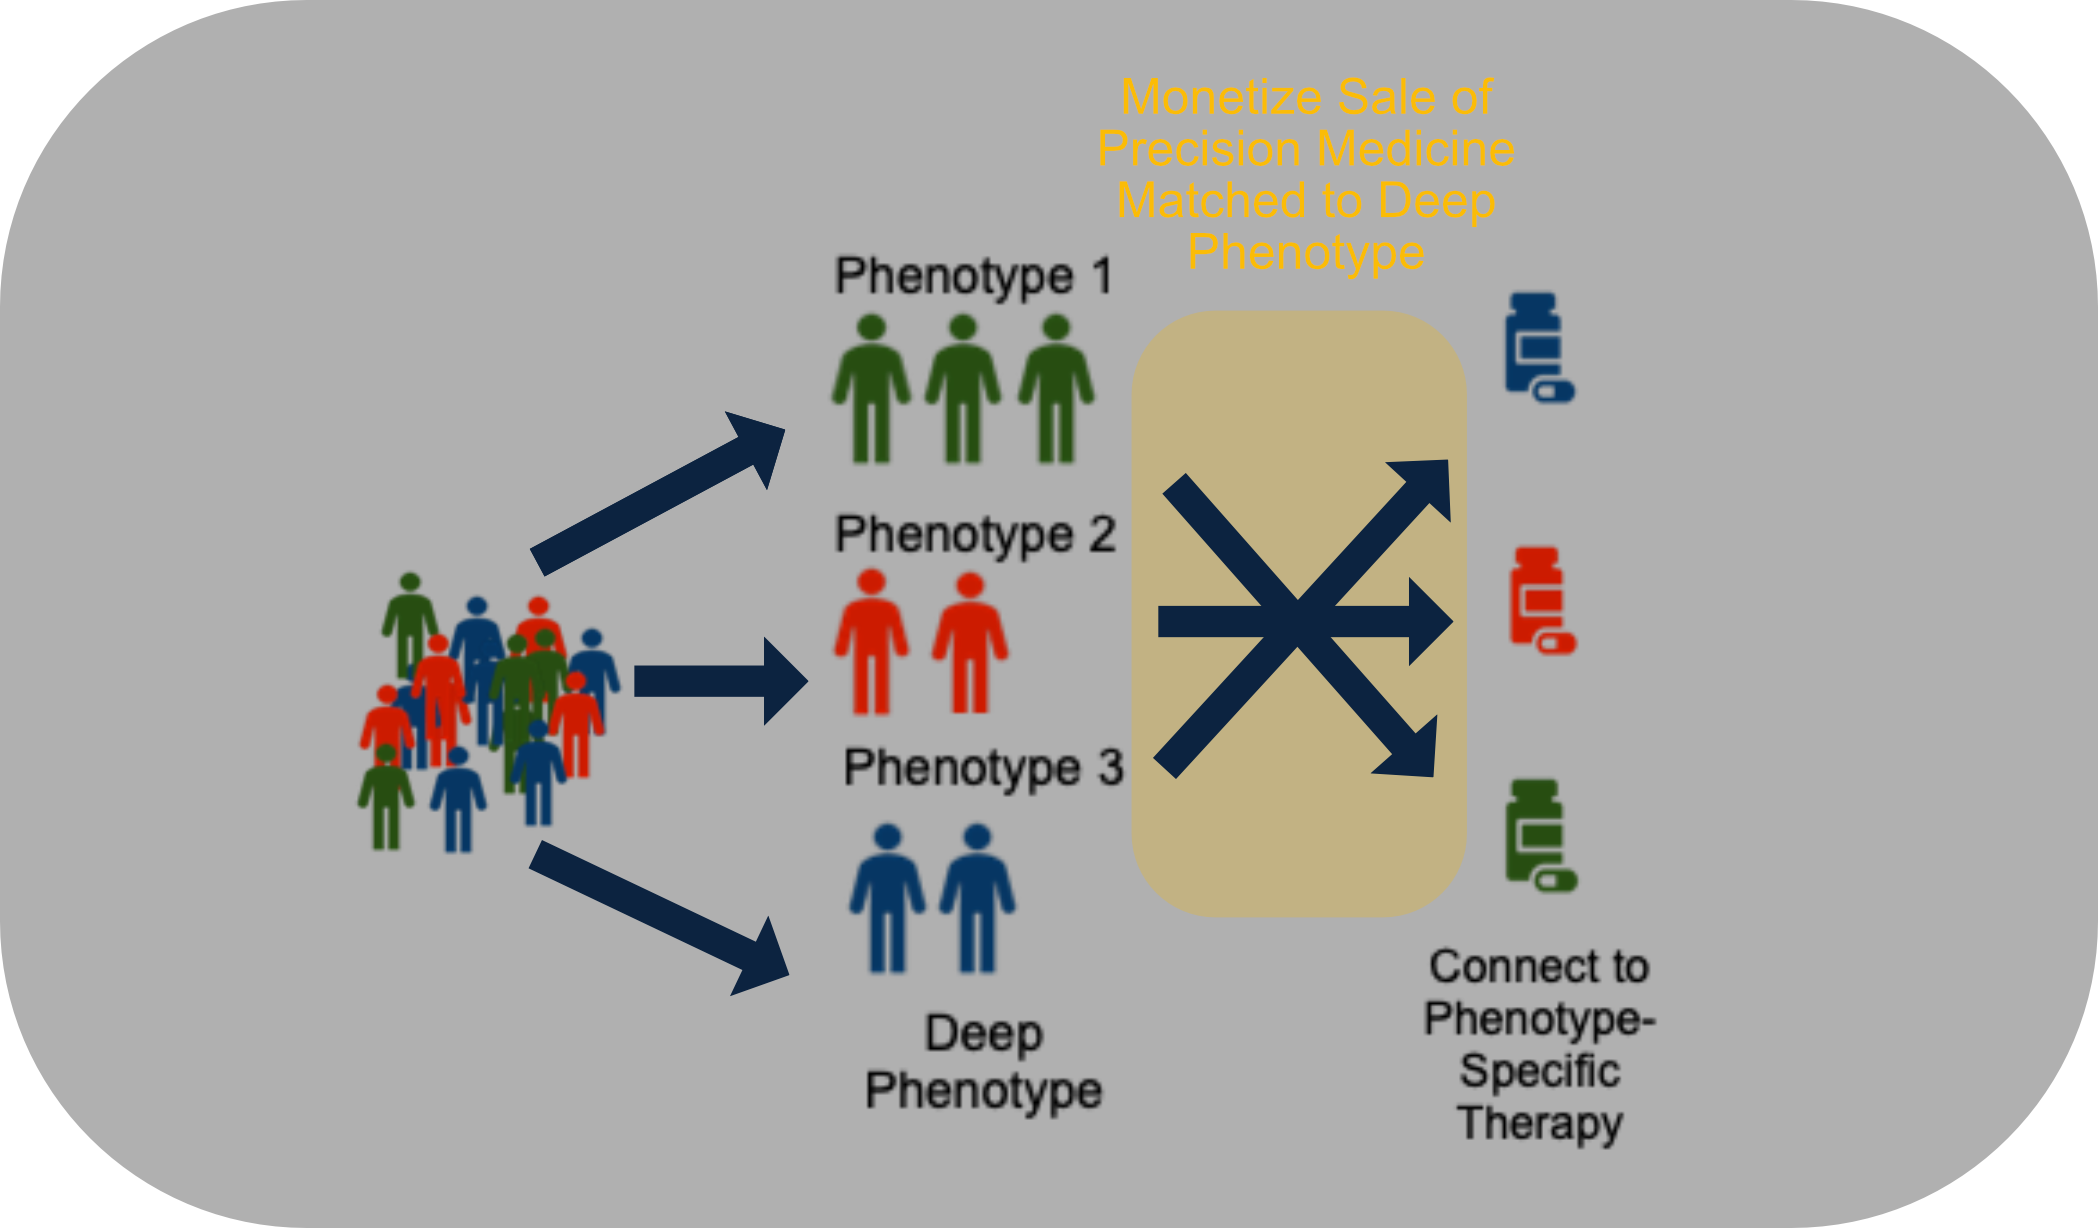 Monetize Sale of
Precision Medicine
Matched to Deep
Phenotype
Phenotype 1
Phenotype 2
Phenotype 3
Deep
Phenotype
Connect to
Phenotype-
Specific
Therapy